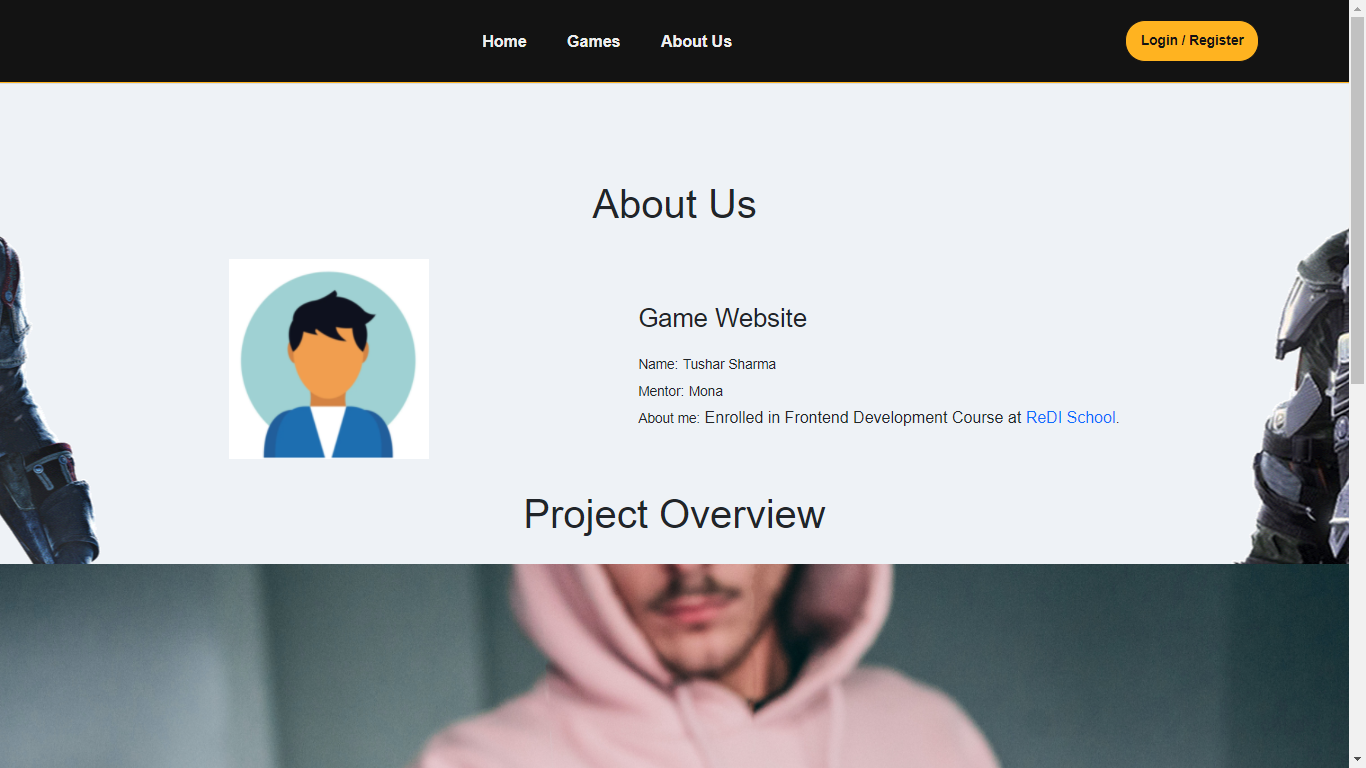 Home Games About Us Login / Register
About Us
Game Website
Name: Tushar Sharma
Mentor: Mona
About me: Enrolled in Frontend Development Course at ReDI School.
Project Overview